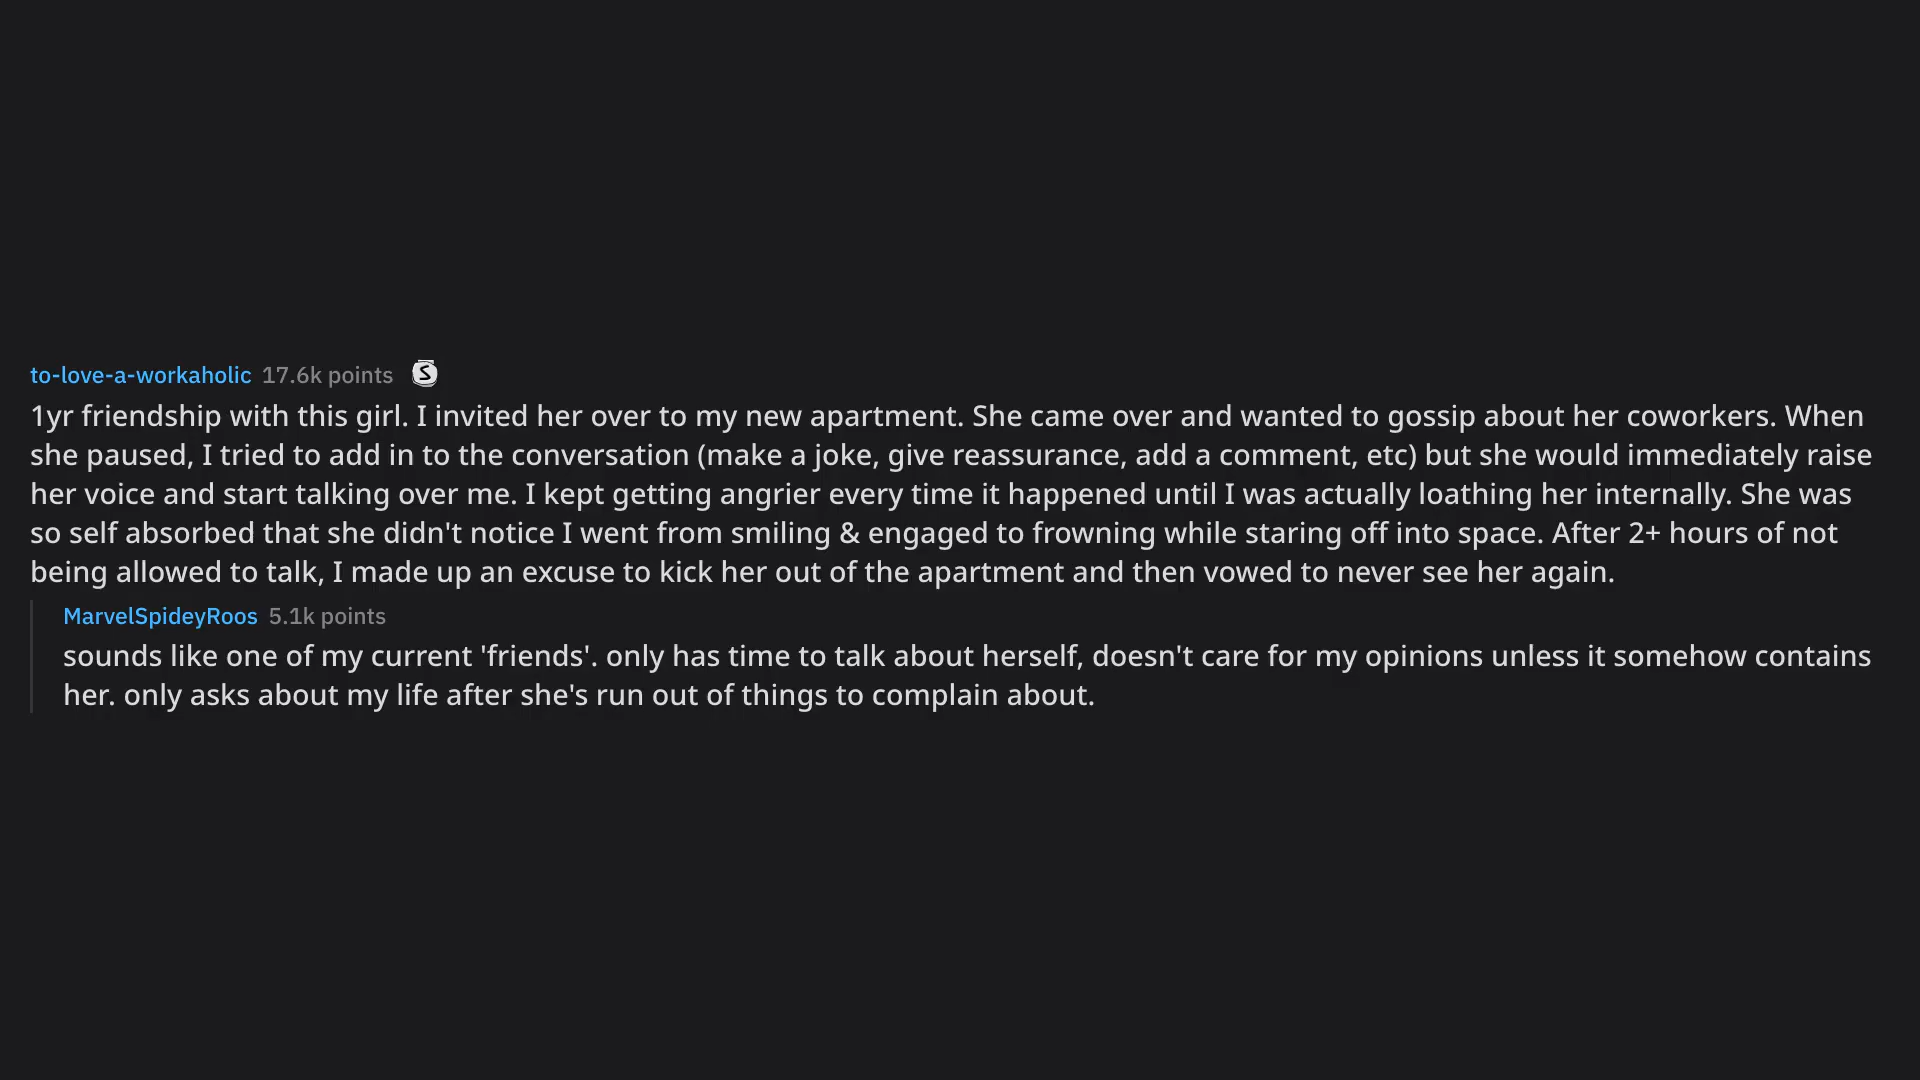 to-love-a-workaholic 17.6k points S
1yr friendship with this girl. I invited her over to my new apartment. She came over and wanted to gossip about her coworkers. When
she paused, I tried to add in to the conversation (make a joke, give reassurance, add a comment, etc) but she would immediately raise
her voice and start talking over me. I kept getting angrier every time it happened until I was actually loathing her internally. She was
so self absorbed that she didn't notice I went from smiling & engaged to frowning while staring off into space. After 2+ hours of not
being allowed to talk, I made up an excuse to kick her out of the apartment and then vowed to never see her again.
MarvelSpideyRoos 5.1k points
sounds like one of my current 'friends'. only has time to talk about herself, doesn't care for my opinions unless it somehow contains
her. only asks about my life after she's run out of things to complain about.